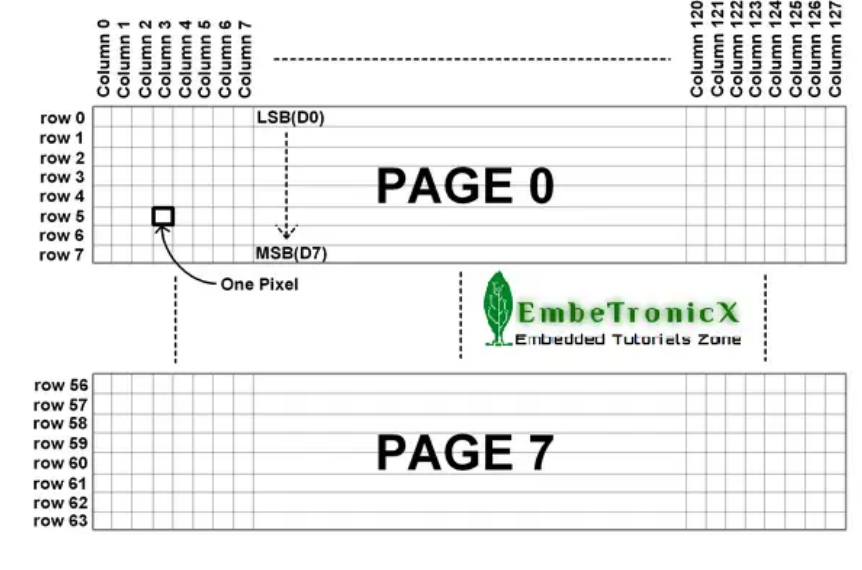 Column 0
Column 1
Column 2
Column 3
Column 4
Column 5
Column 6
Column 7
Column 120
Column 121
Column 122
Column 123
Column 124
Column 125
Column 126
Column 127
row 0
LSB(D0)
row 1
row 2
row 3
PAGE 0
row 4
row 5
row 6
row 7
MSB(D7)
One Pixel
EmbeTronicX
Embedded Tutorials Zone
row 56
row 57
row 58
row 59
PAGE 7
row 60
row 61
row 62
row 63